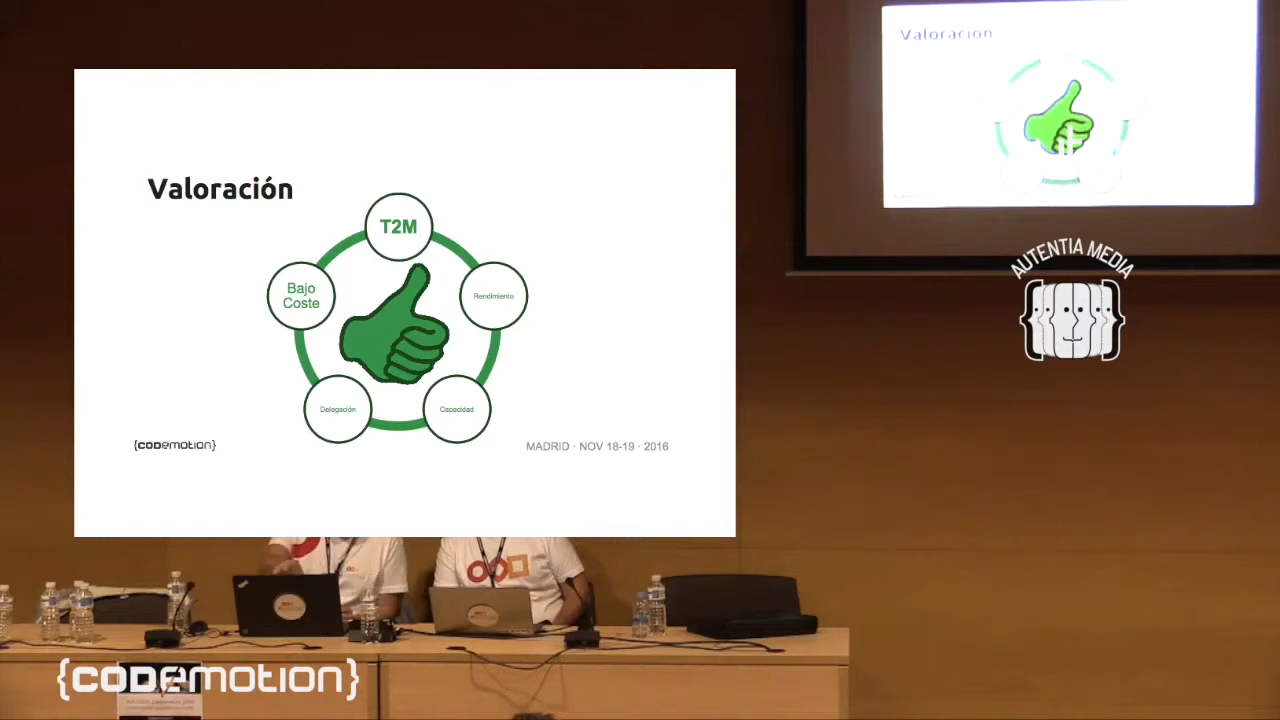 Valoración
Valoración
T2M
Bajo
Coste
Rendimiento
Delegación
Capacidad
{CODEMOTION}
MADRID · NOV 18-19 · 2016
AUTENTIA MEDIA
{CODEMOTION}